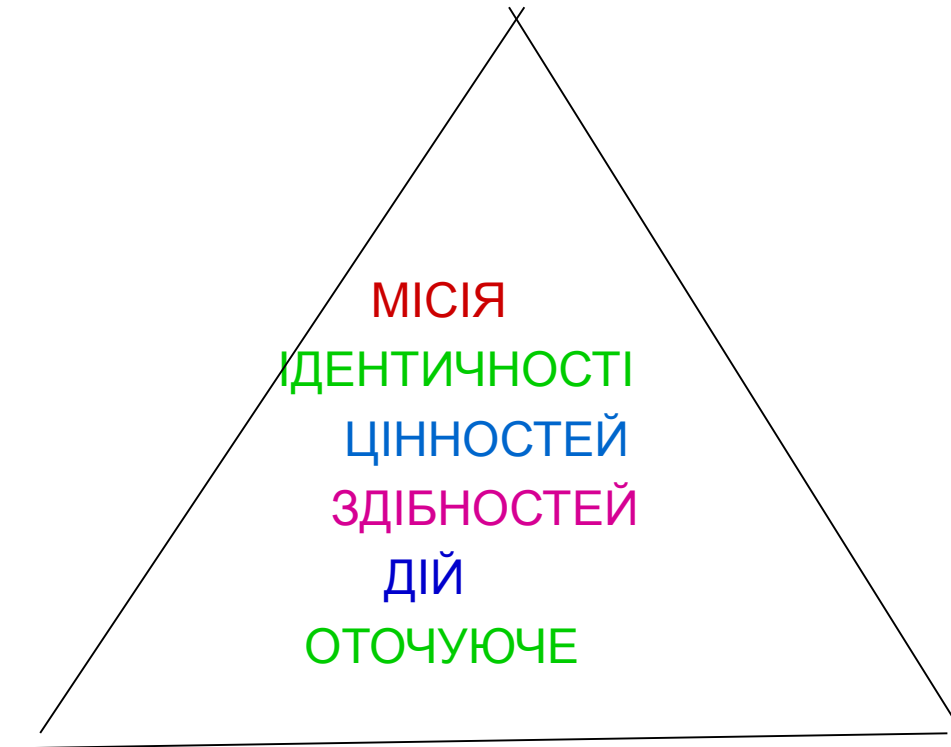 МІСІЯ
ІДЕНТИЧНОСТІ
ЦІННОСТЕЙ
ЗДІБНОСТЕЙ
ДІЙ
ОТОЧУЮЧЕ